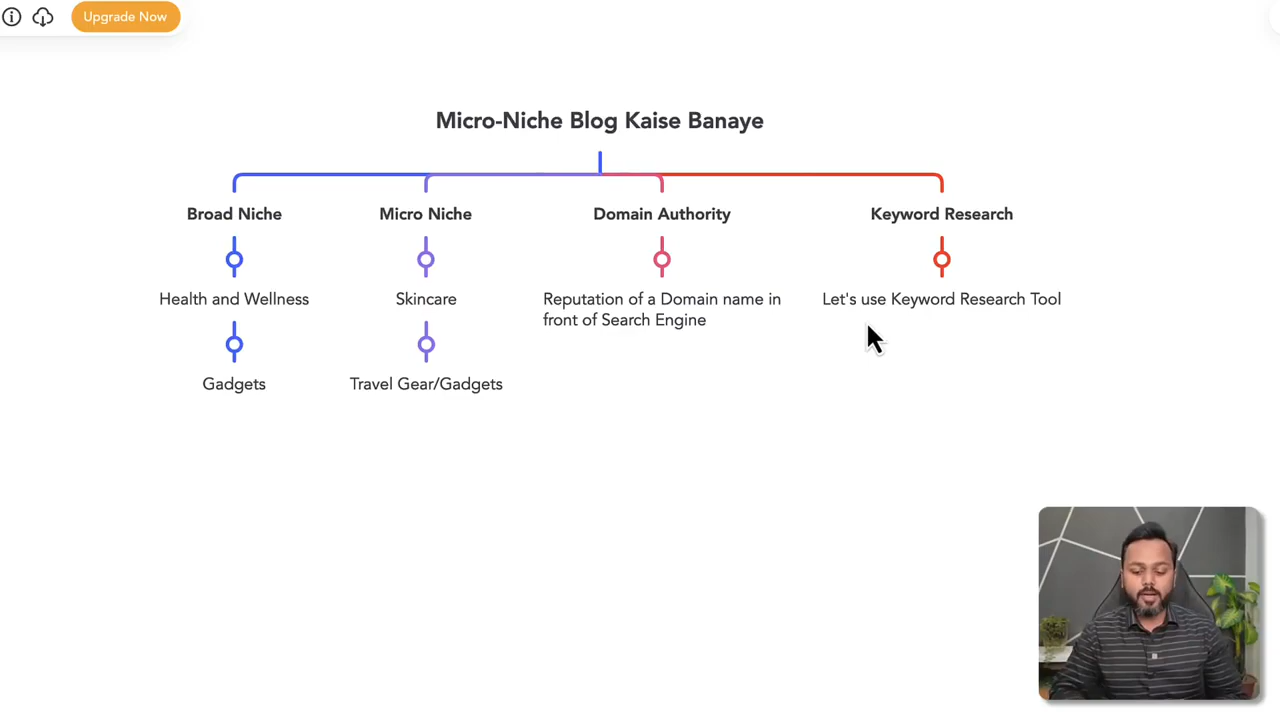 Upgrade Now
Micro-Niche Blog Kaise Banaye
Broad Niche
Micro Niche
Domain Authority
Keyword Research
Health and Wellness
Skincare
Reputation of a Domain name in
front of Search Engine
Let's use Keyword Research Tool
Gadgets
Travel Gear/Gadgets